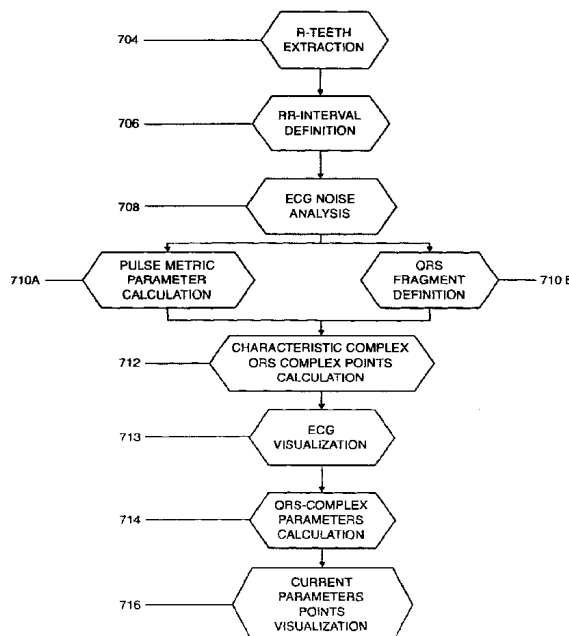 704
R-TEETH
EXTRACTION
706
RR-INTERVAL
DEFINITION
708
ECG NOISE
ANALYSIS
710A
PULSE METRIC
PARAMETER
CALCULATION
QRS
FRAGMENT
DEFINITION
710 B
712
CHARACTERISTIC COMPLEX
QRS COMPLEX POINTS
CALCULATION
713
ECG
VISUALIZATION
714
QRS-COMPLEX
PARAMETERS
CALCULATION
716
CURRENT
PARAMETERS
POINTS
VISUALIZATION